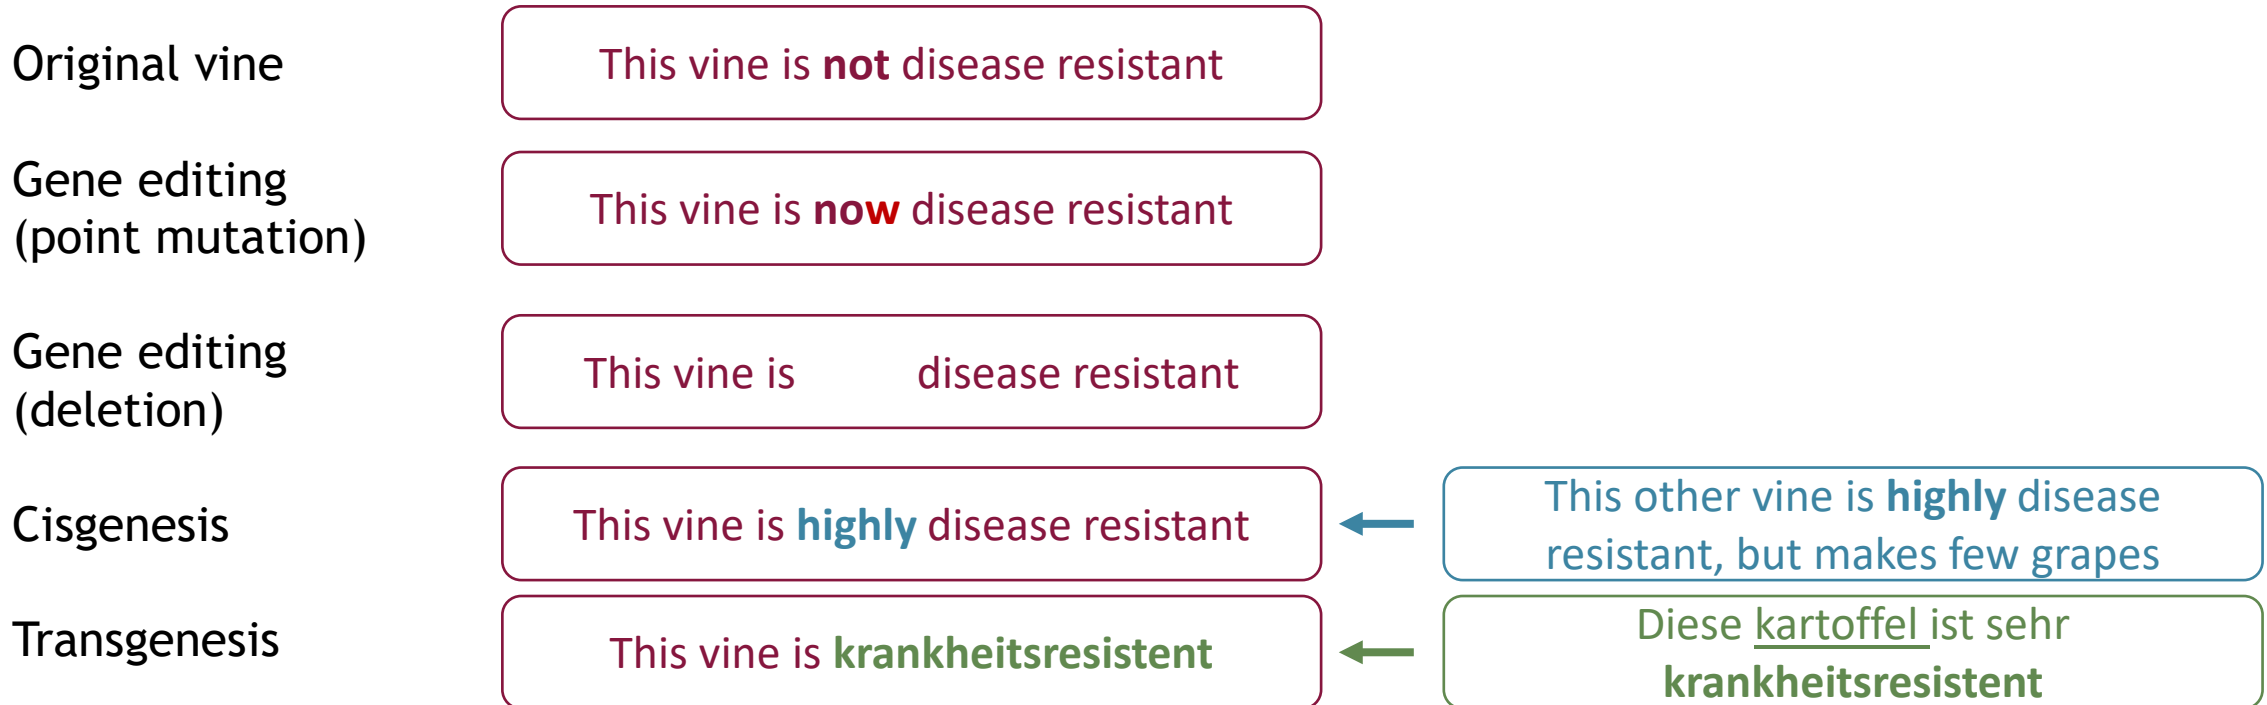 Original vine
This vine is not disease resistant
Gene editing
(point mutation)
This vine is now disease resistant
Gene editing
(deletion)
This vine is disease resistant
Cisgenesis
This vine is highly disease resistant
This other vine is highly disease
resistant, but makes few grapes
Transgenesis
This vine is krankheitsresistent
Diese kartoffel ist sehr
krankheitsresistent